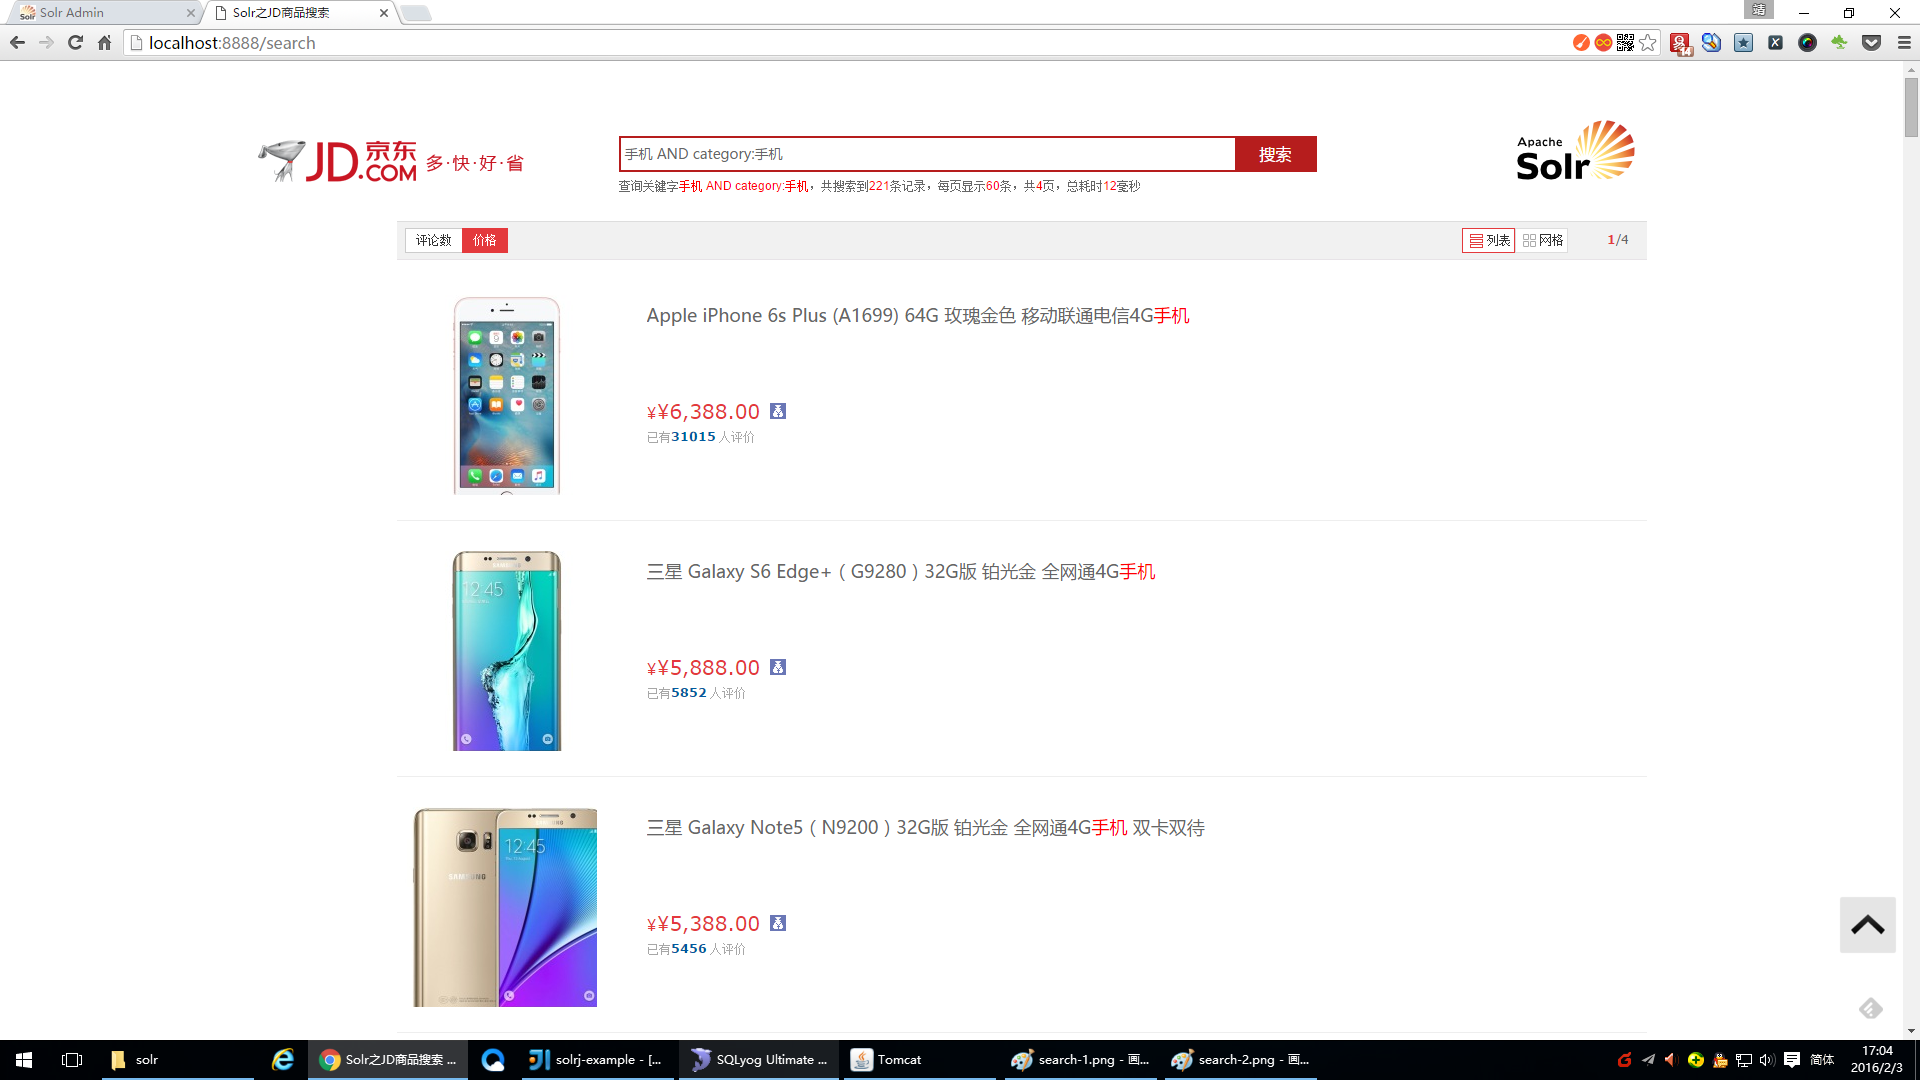 Solr Admin
Solr之JD商品搜索
靖
localhost:8888/search
14
JD.COM 京东 多·快·好·省
手机 AND category:手机
搜索
Apache Solr
查询关键字手机 AND category:手机，共搜索到221条记录，每页显示60条，共4页，总耗时12毫秒
评论数 价格 列表 网格 1/4
Apple iPhone 6s Plus (A1699) 64G 玫瑰金色 移动联通电信4G手机
¥¥6,388.00
已有31015 人评价
三星 Galaxy S6 Edge+（G9280）32G版 铂光金 全网通4G手机
12:45
¥¥5,888.00
已有5852 人评价
三星 Galaxy Note5（N9200）32G版 铂光金 全网通4G手机 双卡双待
12:45
SAMSUNG
¥¥5,388.00
已有5456 人评价
solr
Solr之JD商品搜索 ...
solrj-example - [...
SQLyog Ultimate ...
Tomcat
search-1.png - 画...
search-2.png - 画...
简体
17:04
2016/2/3